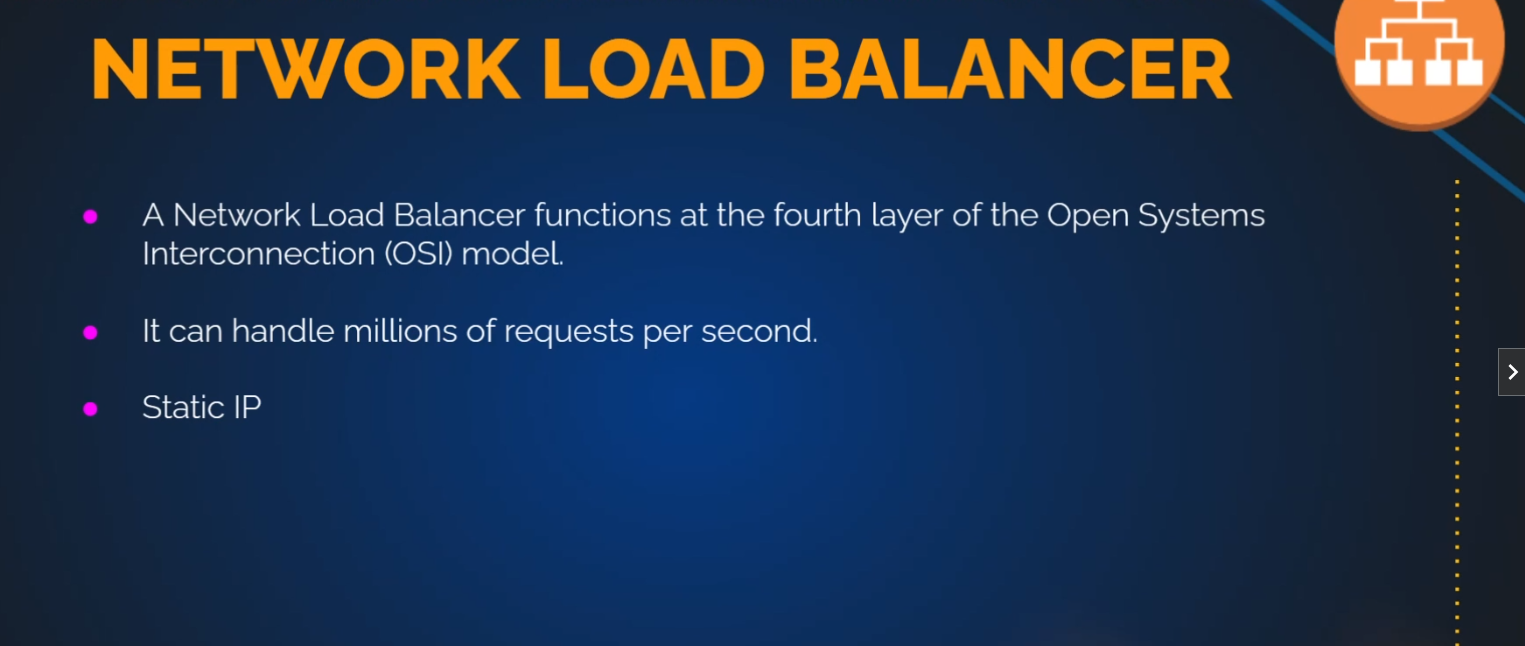 NETWORK LOAD BALANCER
A Network Load Balancer functions at the fourth layer of the Open Systems
Interconnection (OSI) model.
It can handle millions of requests per second.
Static IP